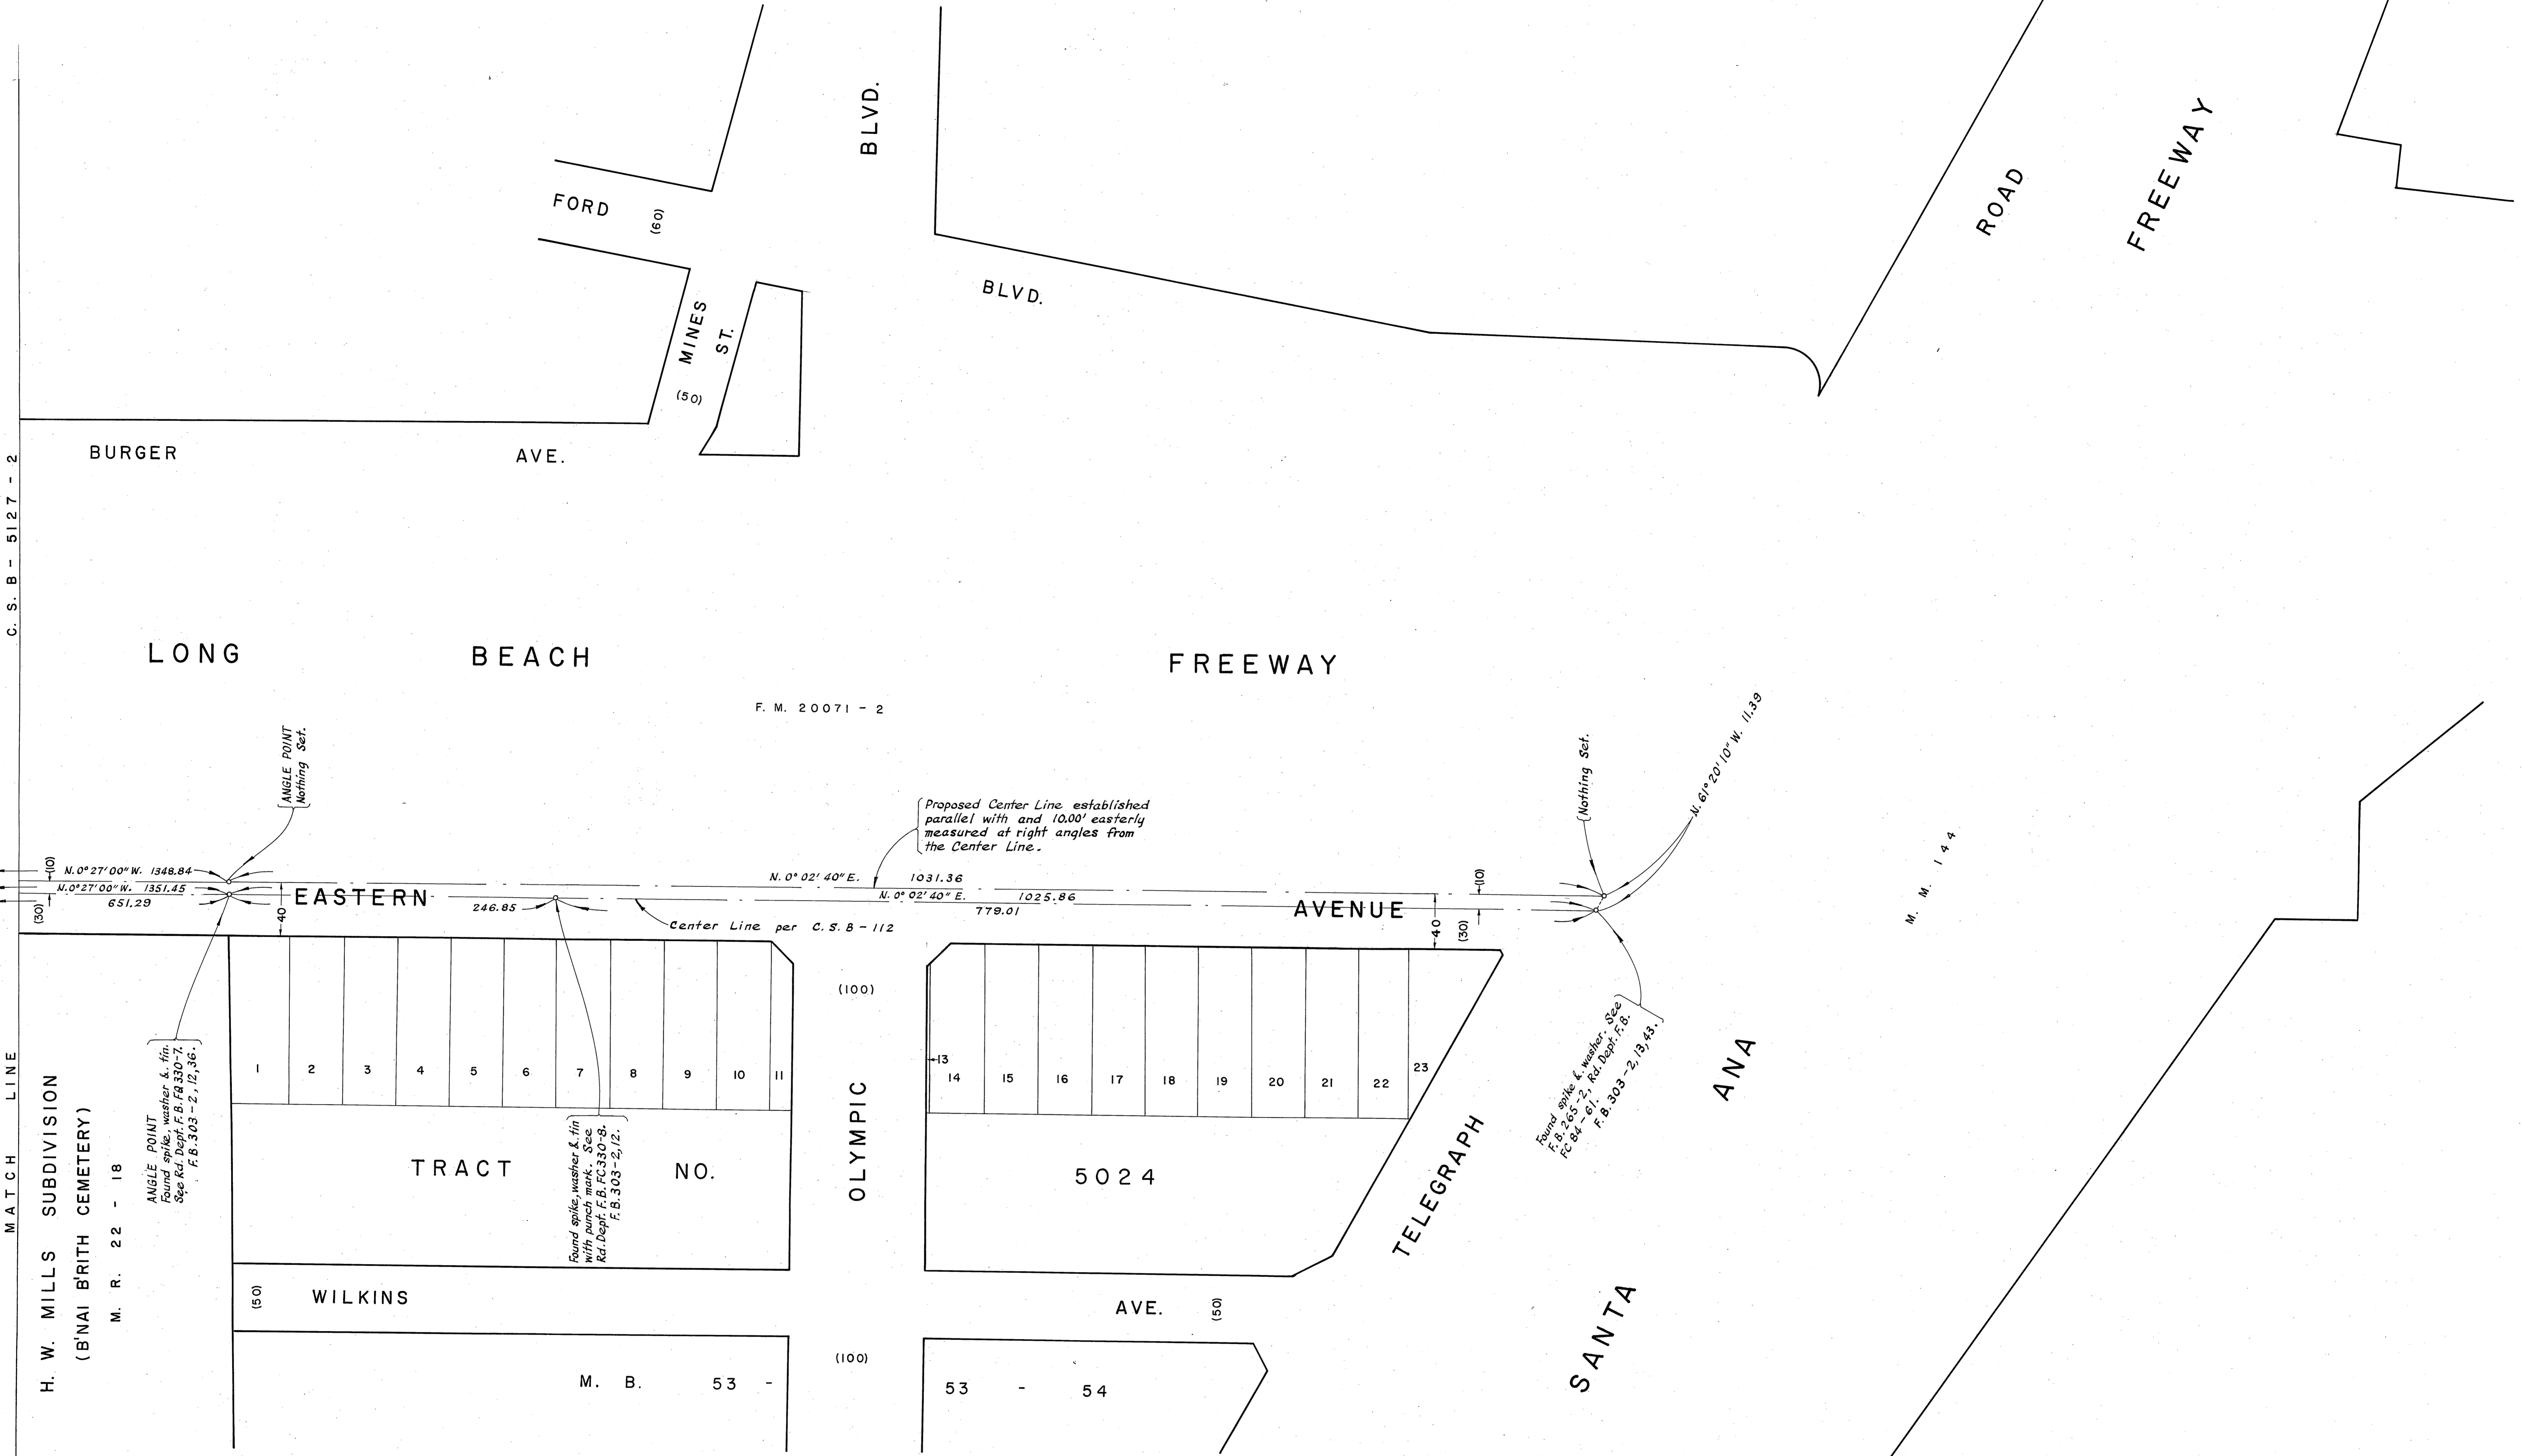 BLVD.
FORD
(60)
MINES
ST.
(50)
BLVD.
ROAD
FREEWAY
BURGER AVE.
C. S. B - 5127 - 2
LONG BEACH FREEWAY
F. M. 20071 - 2
ANGLE POINT
Nothing Set.
Proposed Center Line established
parallel with and 10.00' easterly
measured at right angles from
the Center Line.
(Nothing Set.
N. 61° 20' 10" W. 11.39
M. M. 144
(10)
N. 0° 27' 00" W. 1348.84
N. 0° 27' 00" W. 1351.45
651.29
(30)
40
EASTERN
246.85
N. 0° 02' 40" E. 1031.36
N. 0° 02' 40" E. 1025.86
779.01
Center Line per C. S. B - 112
AVENUE
40
(10)
(30)
MATCH LINE
H. W. MILLS SUBDIVISION
(B'NAI B'RITH CEMETERY)
M. R. 22 - 18
ANGLE POINT
Found spike, washer & tin.
See Rd. Dept. F. B. FQ 330-7.
F. B. 303 - 2, 12, 36.
1 2 3 4 5 6 7 8 9 10 11
Found spike, washer & tin
with punch mark. See
Rd. Dept. F. B. FC330-8.
F. B. 303 - 2, 12.
(100)
OLYMPIC
13
14 15 16 17 18 19 20 21 22 23
Found spike & washer. See
F. B. 265 - 2, Rd. Dept. F. B.
FC 84 - 61.
F. B. 303 - 2, 13, 43.
TRACT NO. 5024
TELEGRAPH
SANTA ANA
(50)
WILKINS AVE.
(50)
(100)
M. B. 53 -
53 - 54